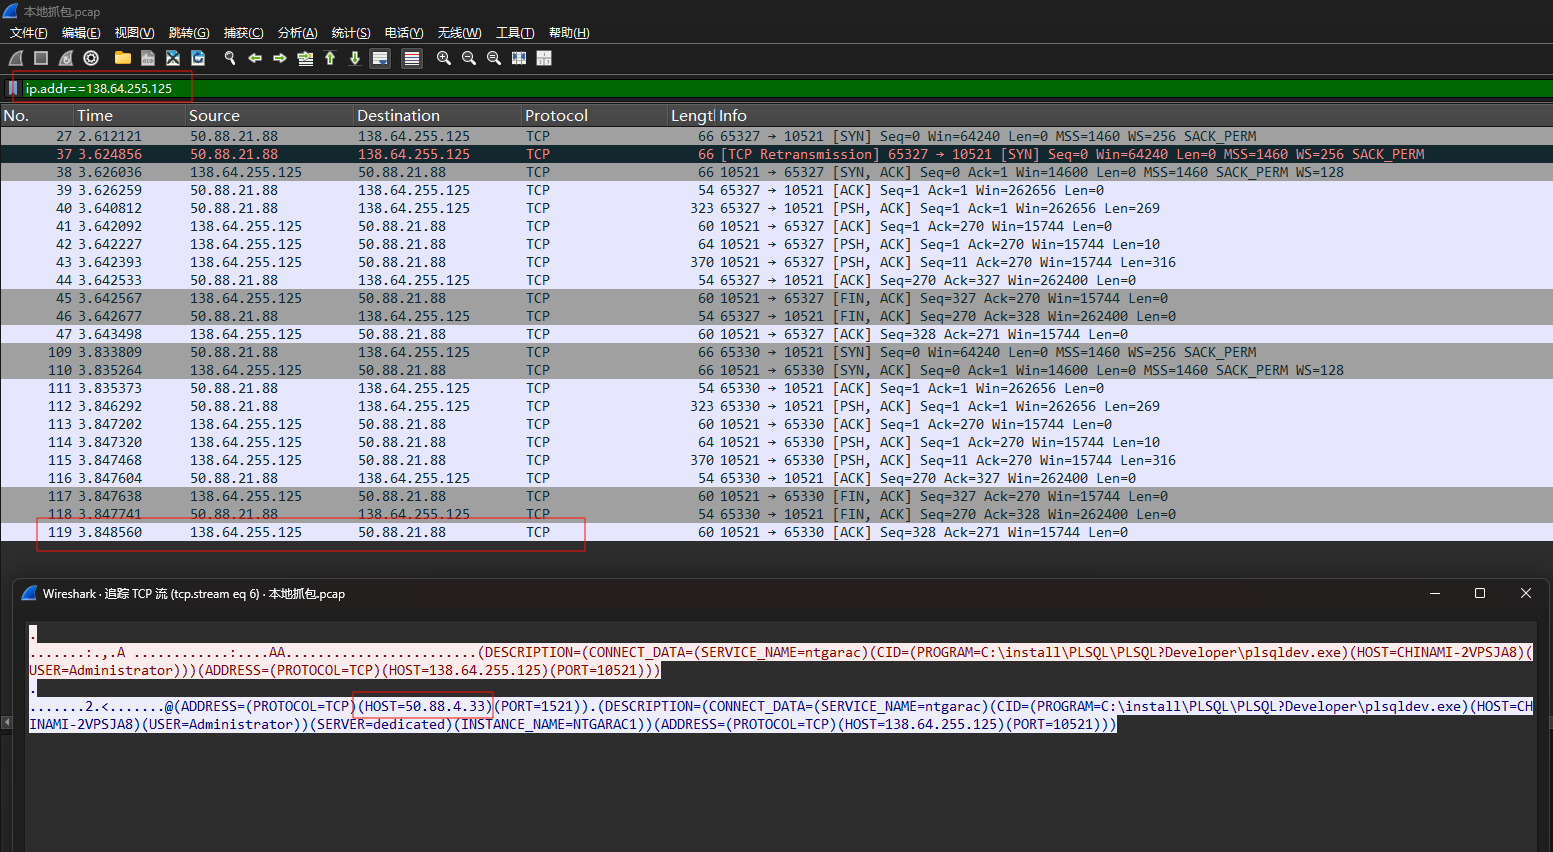 本地抓包.pcap
文件(F) 编辑(E) 视图(V) 跳转(G) 捕获(C) 分析(A) 统计(S) 电话(Y) 无线(W) 工具(T) 帮助(H)
ip.addr==138.64.255.125
No. Time Source Destination Protocol Lengtl Info
27 2.612121 50.88.21.88 138.64.255.125 TCP 66 65327 → 10521 [SYN] Seq=0 Win=64240 Len=0 MSS=1460 WS=256 SACK_PERM
37 3.624856 50.88.21.88 138.64.255.125 TCP 66 [TCP Retransmission] 65327 → 10521 [SYN] Seq=0 Win=64240 Len=0 MSS=1460 WS=256 SACK_PERM
38 3.626036 138.64.255.125 50.88.21.88 TCP 66 10521 → 65327 [SYN, ACK] Seq=0 Ack=1 Win=14600 Len=0 MSS=1460 SACK_PERM WS=128
39 3.626259 50.88.21.88 138.64.255.125 TCP 54 65327 → 10521 [ACK] Seq=1 Ack=1 Win=262656 Len=0
40 3.640812 50.88.21.88 138.64.255.125 TCP 323 65327 → 10521 [PSH, ACK] Seq=1 Ack=1 Win=262656 Len=269
41 3.642092 138.64.255.125 50.88.21.88 TCP 60 10521 → 65327 [ACK] Seq=1 Ack=270 Win=15744 Len=0
42 3.642227 138.64.255.125 50.88.21.88 TCP 64 10521 → 65327 [PSH, ACK] Seq=1 Ack=270 Win=15744 Len=10
43 3.642393 138.64.255.125 50.88.21.88 TCP 370 10521 → 65327 [PSH, ACK] Seq=11 Ack=270 Win=15744 Len=316
44 3.642533 50.88.21.88 138.64.255.125 TCP 54 65327 → 10521 [ACK] Seq=270 Ack=327 Win=262400 Len=0
45 3.642567 138.64.255.125 50.88.21.88 TCP 60 10521 → 65327 [FIN, ACK] Seq=327 Ack=270 Win=15744 Len=0
46 3.642677 50.88.21.88 138.64.255.125 TCP 54 65327 → 10521 [FIN, ACK] Seq=270 Ack=328 Win=262400 Len=0
47 3.643498 138.64.255.125 50.88.21.88 TCP 60 10521 → 65327 [ACK] Seq=328 Ack=271 Win=15744 Len=0
109 3.833809 50.88.21.88 138.64.255.125 TCP 66 65330 → 10521 [SYN] Seq=0 Win=64240 Len=0 MSS=1460 WS=256 SACK_PERM
110 3.835264 138.64.255.125 50.88.21.88 TCP 66 10521 → 65330 [SYN, ACK] Seq=0 Ack=1 Win=14600 Len=0 MSS=1460 SACK_PERM WS=128
111 3.835373 50.88.21.88 138.64.255.125 TCP 54 65330 → 10521 [ACK] Seq=1 Ack=1 Win=262656 Len=0
112 3.846292 50.88.21.88 138.64.255.125 TCP 323 65330 → 10521 [PSH, ACK] Seq=1 Ack=1 Win=262656 Len=269
113 3.847202 138.64.255.125 50.88.21.88 TCP 60 10521 → 65330 [ACK] Seq=1 Ack=270 Win=15744 Len=0
114 3.847320 138.64.255.125 50.88.21.88 TCP 64 10521 → 65330 [PSH, ACK] Seq=1 Ack=270 Win=15744 Len=10
115 3.847468 138.64.255.125 50.88.21.88 TCP 370 10521 → 65330 [PSH, ACK] Seq=11 Ack=270 Win=15744 Len=316
116 3.847604 50.88.21.88 138.64.255.125 TCP 54 65330 → 10521 [ACK] Seq=270 Ack=327 Win=262400 Len=0
117 3.847638 138.64.255.125 50.88.21.88 TCP 60 10521 → 65330 [FIN, ACK] Seq=327 Ack=270 Win=15744 Len=0
118 3.847741 50.88.21.88 138.64.255.125 TCP 54 65330 → 10521 [FIN, ACK] Seq=270 Ack=328 Win=262400 Len=0
119 3.848560 138.64.255.125 50.88.21.88 TCP 60 10521 → 65330 [ACK] Seq=328 Ack=271 Win=15744 Len=0
Wireshark · 追踪 TCP 流 (tcp.stream eq 6) · 本地抓包.pcap
.
.......:.,.A ............:....AA........................(DESCRIPTION=(CONNECT_DATA=(SERVICE_NAME=ntgarac)(CID=(PROGRAM=C:\install\PLSQL\PLSQL?Developer\plsqldev.exe)(HOST=CHINAMI-2VPSJA8)(
USER=Administrator)))(ADDRESS=(PROTOCOL=TCP)(HOST=138.64.255.125)(PORT=10521)))
.
.......2.<.......@(ADDRESS=(PROTOCOL=TCP)(HOST=50.88.4.33)(PORT=1521)).(DESCRIPTION=(CONNECT_DATA=(SERVICE_NAME=ntgarac)(CID=(PROGRAM=C:\install\PLSQL\PLSQL?Developer\plsqldev.exe)(HOST=CH
INAMI-2VPSJA8)(USER=Administrator))(SERVER=dedicated)(INSTANCE_NAME=NTGARAC1))(ADDRESS=(PROTOCOL=TCP)(HOST=138.64.255.125)(PORT=10521)))